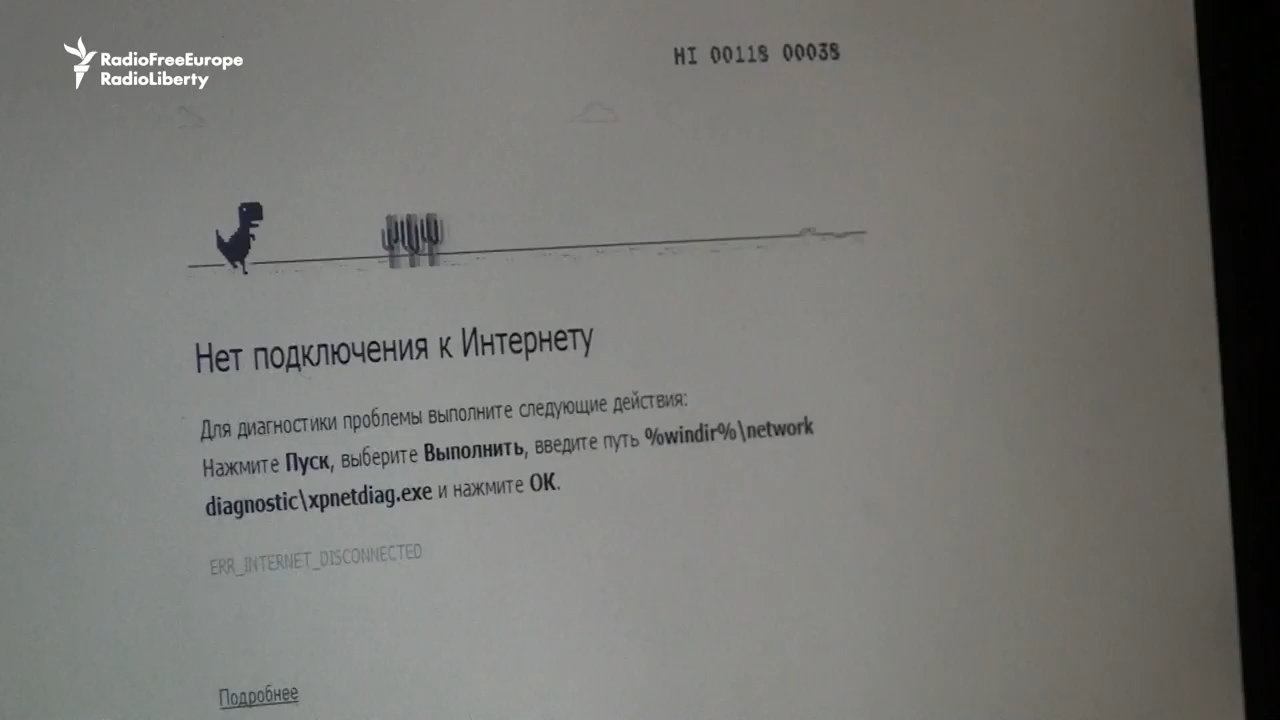 RadioFreeEurope
RadioLiberty
HI 00118 00038
Нет подключения к Интернету
Для диагностики проблемы выполните следующие действия:
Нажмите Пуск, выберите Выполнить, введите путь %windir%\network
diagnostic\xpnetdiag.exe и нажмите ОК.
ERR_INTERNET_DISCONNECTED
Подробнее